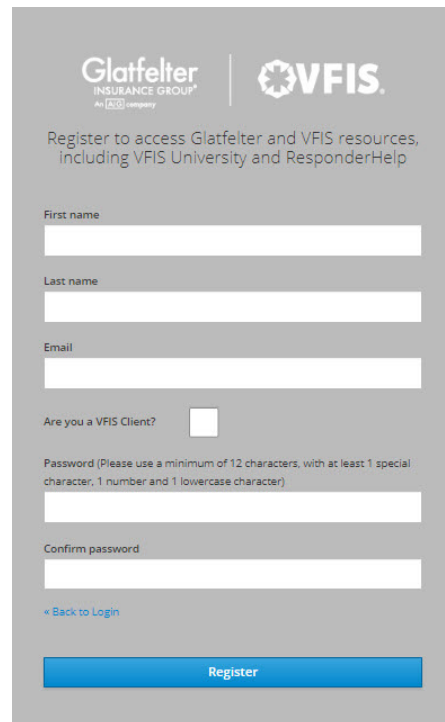 Glatfelter
INSURANCE GROUP®
An AIG company
VFIS.
Register to access Glatfelter and VFIS resources,
including VFIS University and ResponderHelp
First name
Last name
Email
Are you a VFIS Client?
Password (Please use a minimum of 12 characters, with at least 1 special
character, 1 number and 1 lowercase character)
Confirm password
« Back to Login
Register